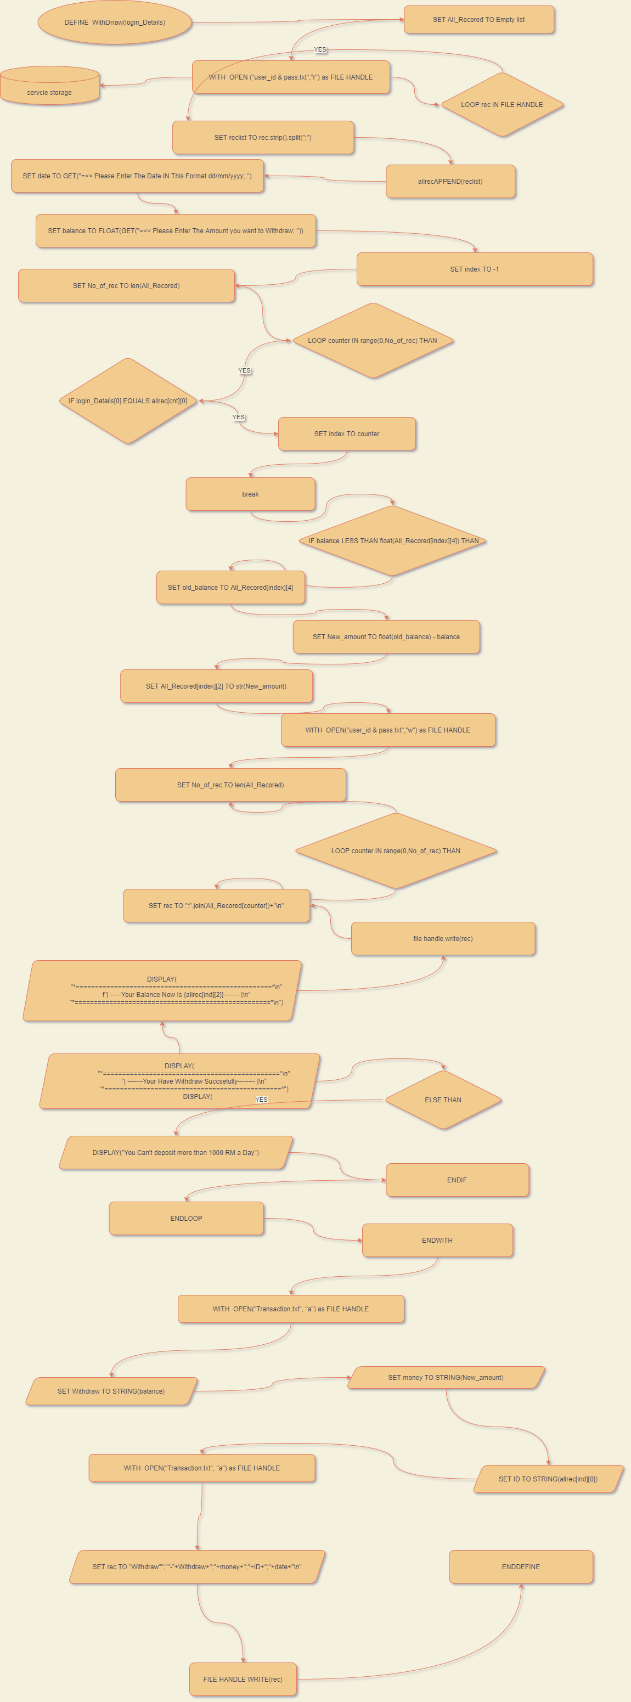 DEFINE WithDrraw(login_Details)
SET All_Recored TO Empty list
YES
WITH OPEN ("user_id & pass.txt","r") as FILE HANDLE
servcie storage
LOOP rec IN FILE HANDLE
SET reclist TO rec.strip().split(":")
SET date TO GET("+<< Please Enter The Date IN This Format dd/mm/yyyy; ")
allrecAPPEND(reclist)
SET balance TO FLOAT(GET("=<< Please Enter The Amount you want to Withdraw; "))
SET index TO -1
SET No_of_rec TO len(All_Recored)
LOOP counter IN range(0,No_of_rec) THAN
YES
IF login_Details[0] EQUALS allrec[cnt][0]
YES
SET index TO counter
break
IF balance LESS THAN float(All_Recored[index][4]) THAN
SET old_balance TO All_Recored[index][4]
SET New_amount TO float(old_balance) - balance
SET All_Recored[index][2] TO str(New_amount)
WITH OPEN("user_id & pass.txt","w") as FILE HANDLE
SET No_of_rec TO len(All_Recored)
LOOP counter IN range(0,No_of_rec) THAN
SET rec TO ":".join(All_Recored[counter])+"\n"
file handle.write(rec)
DISPLAY(
"*====================================================*\n"
f"| -----Your Balance Now Is {allrec[ind][2]}-------- |\n"
"*====================================================*\n")
DISPLAY(
"*===============================================*\n"
"| -------Your Have Withdraw Succsefully-------- |\n"
"*===============================================*")
DISPLAY(
YES
ELSE THAN
DISPLAY("You Can't deposit more than 1000 RM a Day")
ENDIF
ENDLOOP
ENDWITH
WITH OPEN("Transaction.txt", "a") as FILE HANDLE
SET Withdraw TO STRING(balance)
SET money TO STRING(New_amount)
WITH OPEN("Transaction.txt", "a") as FILE HANDLE
SET ID TO STRING(allrec[ind][0])
SET rec TO "Withdraw"";""-"+Withdraw+";"+money+";"+ID+";"+date+"\n"
ENDDEFINE
FILE HANDLE WRITE(rec)